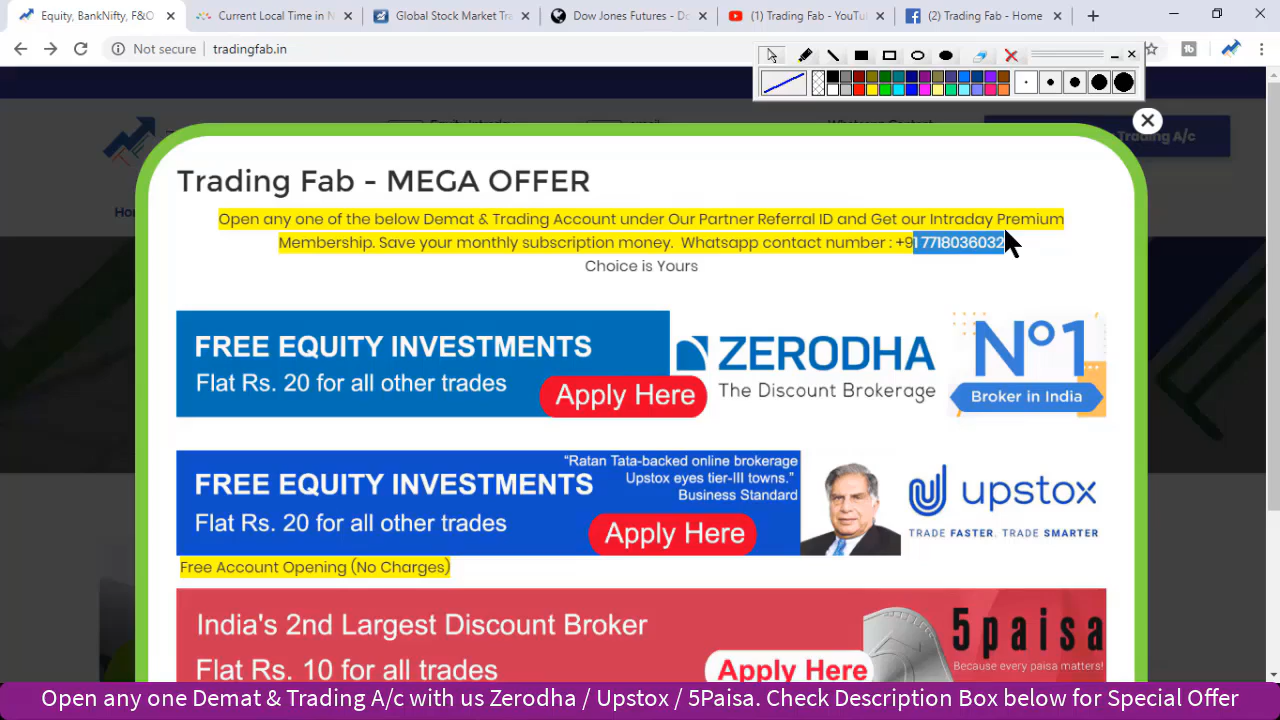 Equity, BankNifty, F&O
Current Local Time in N
Global Stock Market Tra
Dow Jones Futures - Do
(1) Trading Fab - YouTu
(2) Trading Fab - Home
Not secure
tradingfab.in
Trading A/c
Trading Fab - MEGA OFFER
Open any one of the below Demat & Trading Account under Our Partner Referral ID and Get our Intraday Premium
Membership. Save your monthly subscription money. Whatsapp contact number : +91 7718036032
Choice is Yours
FREE EQUITY INVESTMENTS
Flat Rs. 20 for all other trades
Apply Here
ZERODHA
The Discount Brokerage
Nº1
Broker in India
FREE EQUITY INVESTMENTS
Flat Rs. 20 for all other trades
"Ratan Tata-backed online brokerage
Upstox eyes tier-III towns."
Business Standard
Apply Here
upstox
TRADE FASTER. TRADE SMARTER
Free Account Opening (No Charges)
India's 2nd Largest Discount Broker
Flat Rs. 10 for all trades
Apply Here
5paisa
Because every paisa matters!
Open any one Demat & Trading A/c with us Zerodha / Upstox / 5Paisa. Check Description Box below for Special Offer